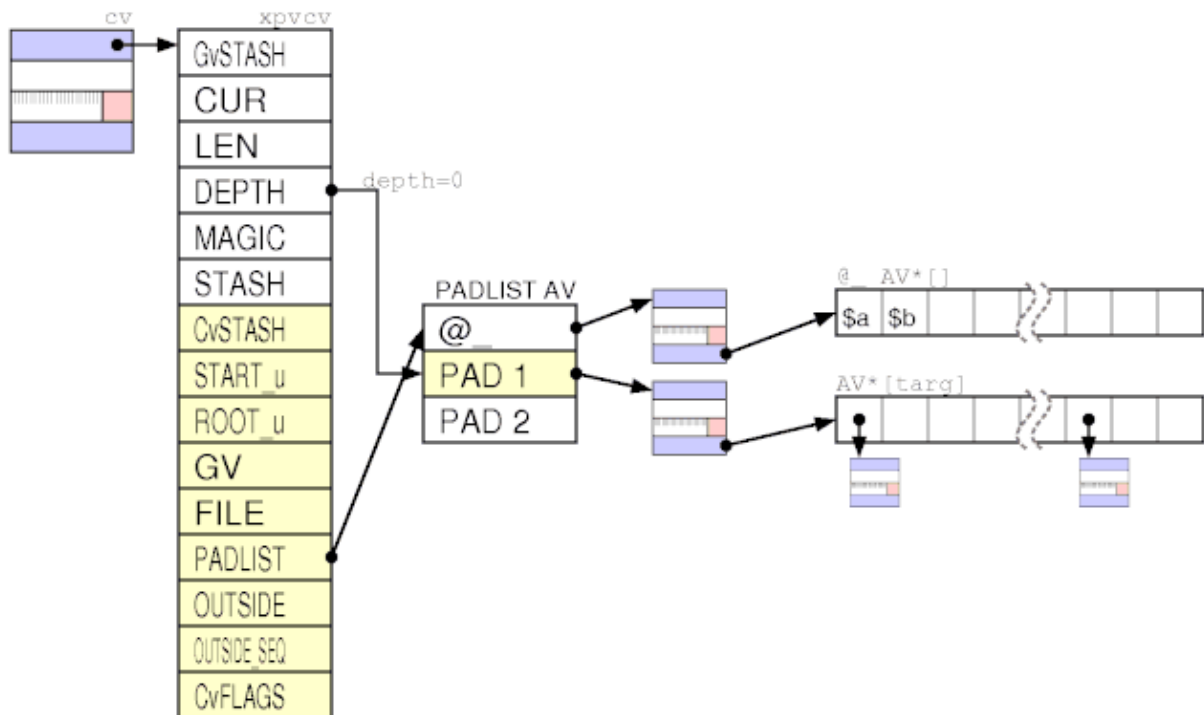 cv
xpvcv
GvSTASH
CUR
LEN
DEPTH
depth=0
MAGIC
STASH
CvSTASH
START_u
ROOT_u
GV
FILE
PADLIST
OUTSIDE
OUTSIDE_SEQ
CvFLAGS
PADLIST AV
@_
PAD 1
PAD 2
@_ AV*[]
$a $b
AV*[targ]